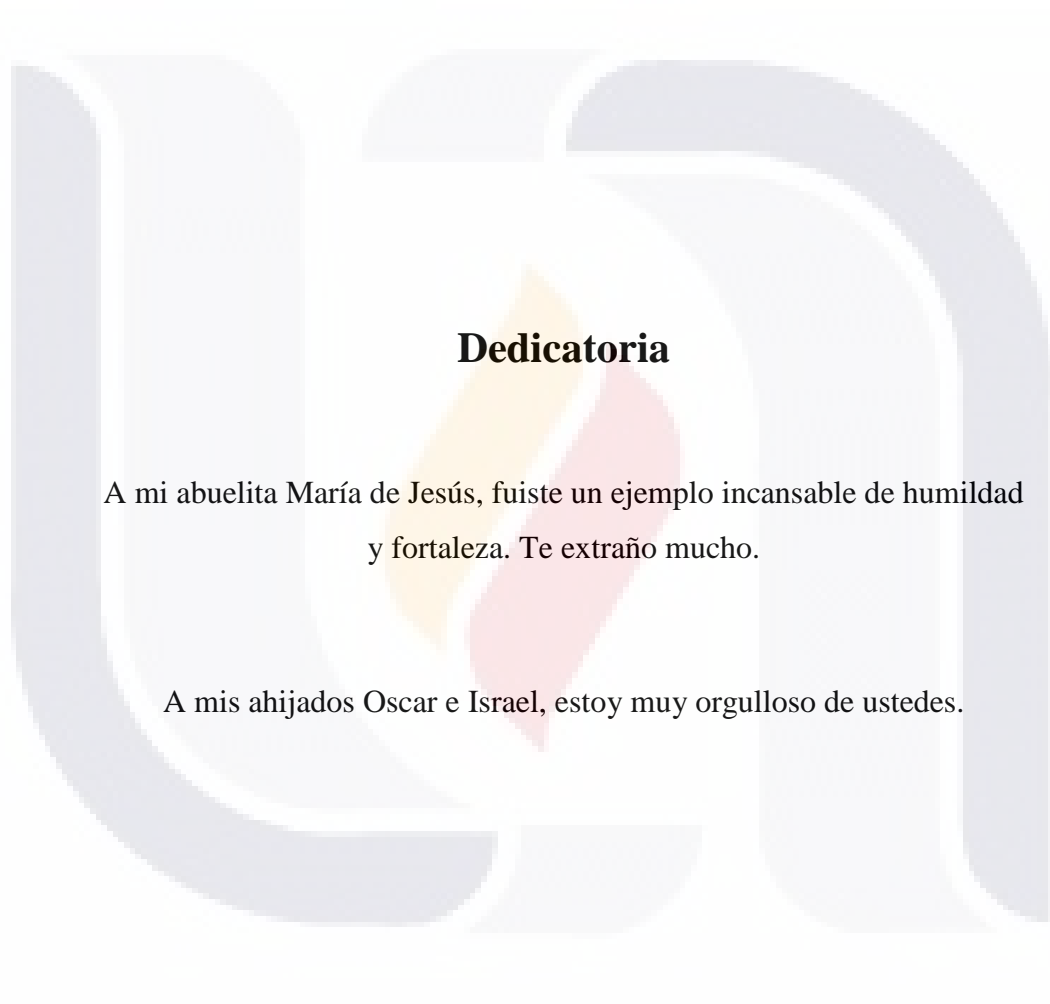 Dedicatoria
A mi abuelita María de Jesús, fuiste un ejemplo incansable de humildad
y fortaleza. Te extraño mucho.
A mis ahijados Oscar e Israel, estoy muy orgulloso de ustedes.